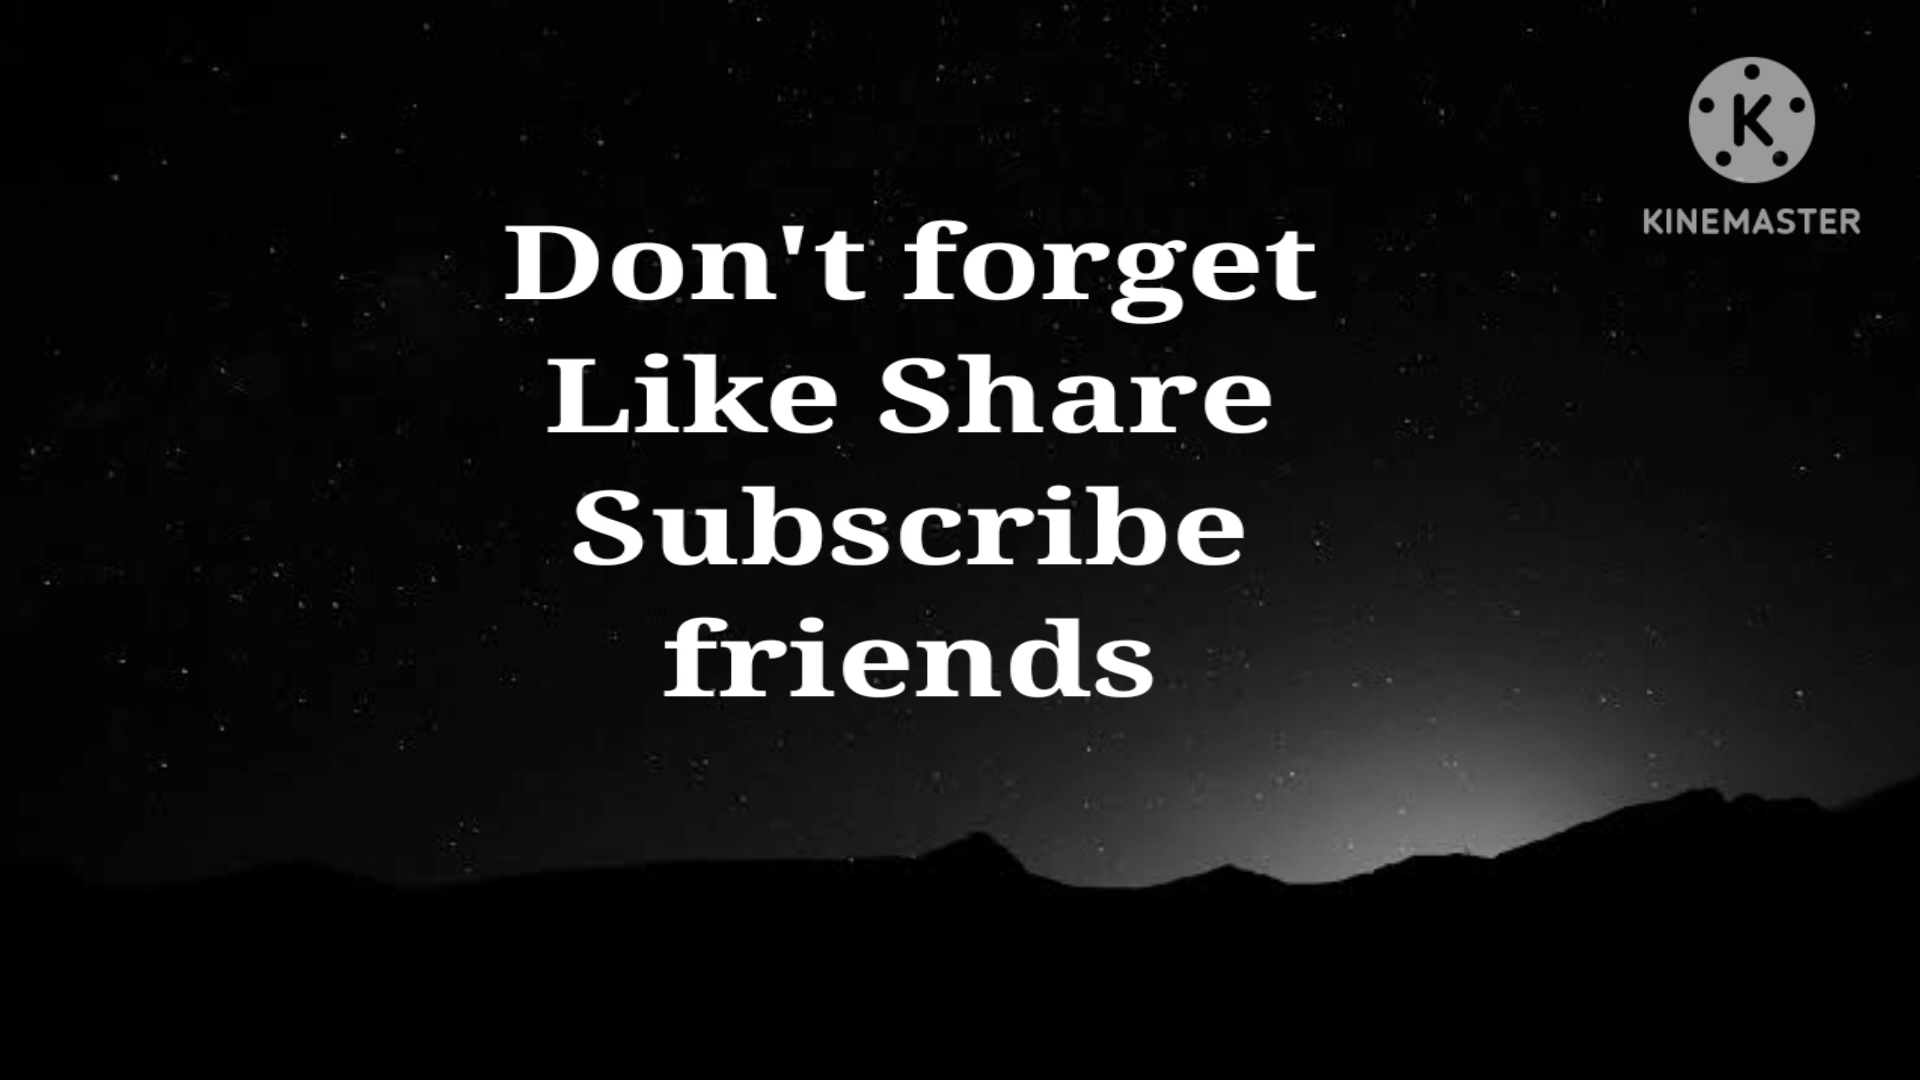 K
KINEMASTER
Don't forget
Like Share
Subscribe
friends